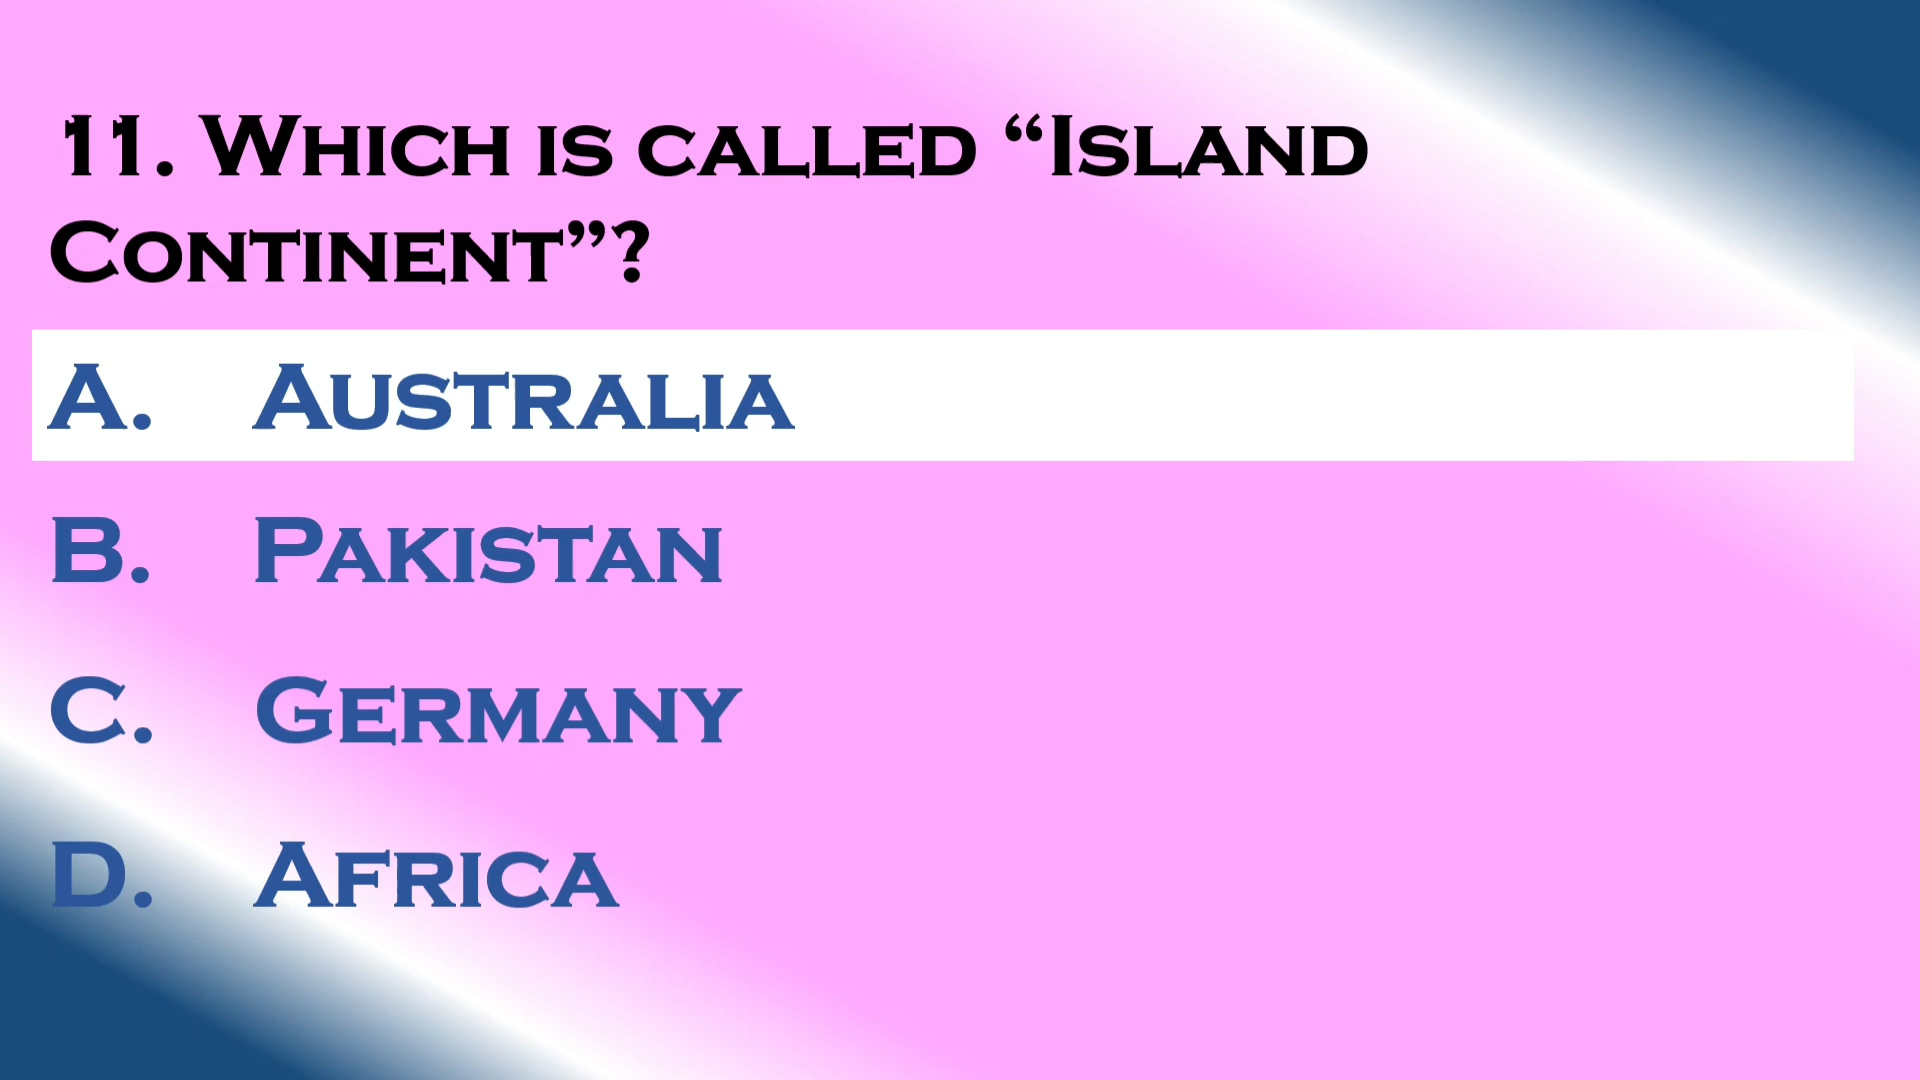 11. Which is called “Island
Continent”?
A. Australia
B. Pakistan
C. Germany
D. Africa